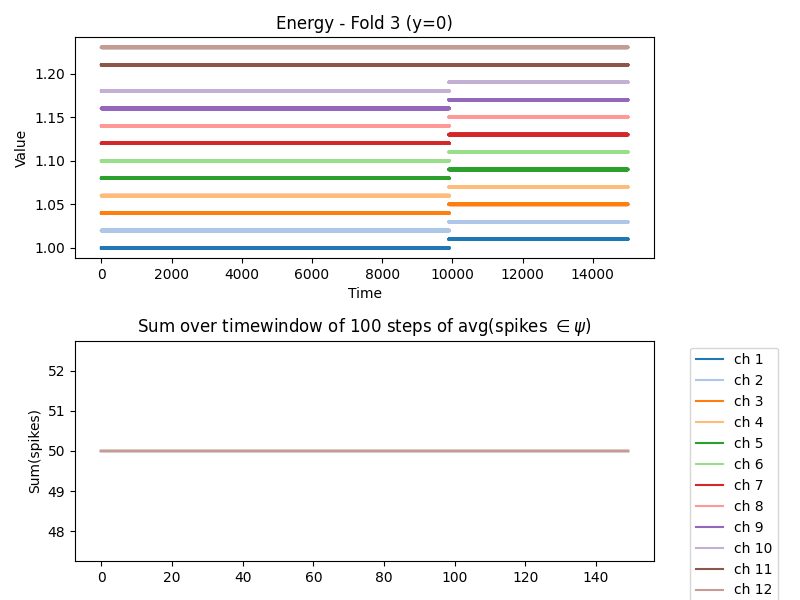 Energy - Fold 3 (y=0)
Value
1.20
1.15
1.10
1.05
1.00
0 2000 4000 6000 8000 10000 12000 14000
Time
Sum over timewindow of 100 steps of avg(spikes ∈ ψ)
Sum(spikes)
52
51
50
49
48
0 20 40 60 80 100 120 140
ch 1
ch 2
ch 3
ch 4
ch 5
ch 6
ch 7
ch 8
ch 9
ch 10
ch 11
ch 12